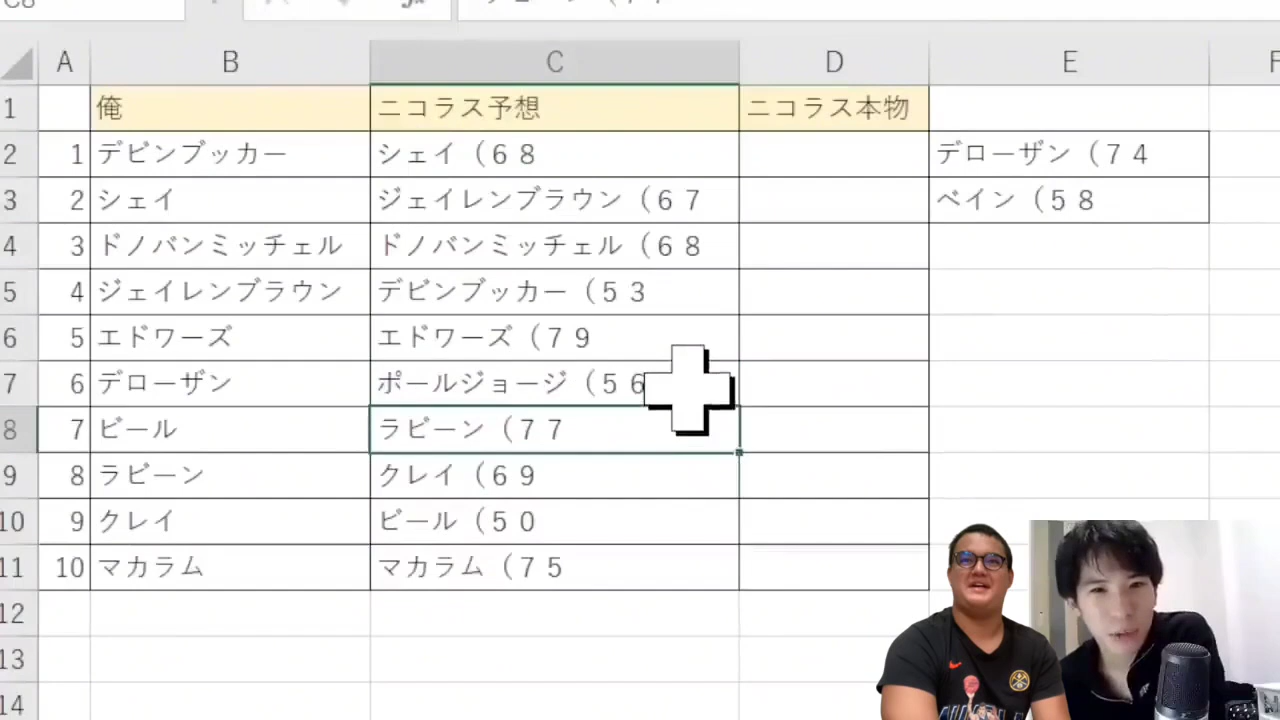 A B C D E F
1 俺 ニコラス予想 ニコラス本物
2 1 デビンブッカー シェイ（６８ デローザン（７４
3 2 シェイ ジェイレンブラウン（６７ ベイン（５８
4 3 ドノバンミッチェル ドノバンミッチェル（６８
5 4 ジェイレンブラウン デビンブッカー（５３
6 5 エドワーズ エドワーズ（７９
7 6 デローザン ポールジョージ（５６
8 7 ビール ラビーン（７７
9 8 ラビーン クレイ（６９
10 9 クレイ ビール（５０
11 10 マカラム マカラム（７５
12
13
14